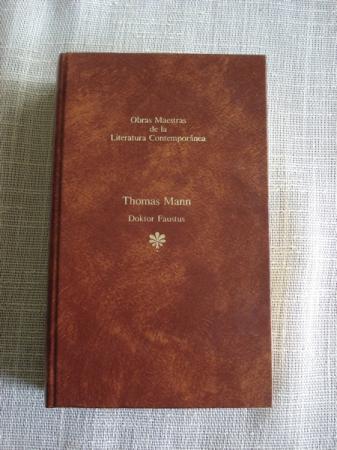 Obras Maestras
de la
Literatura Contemporánea
Thomas Mann
Doktor Faustus